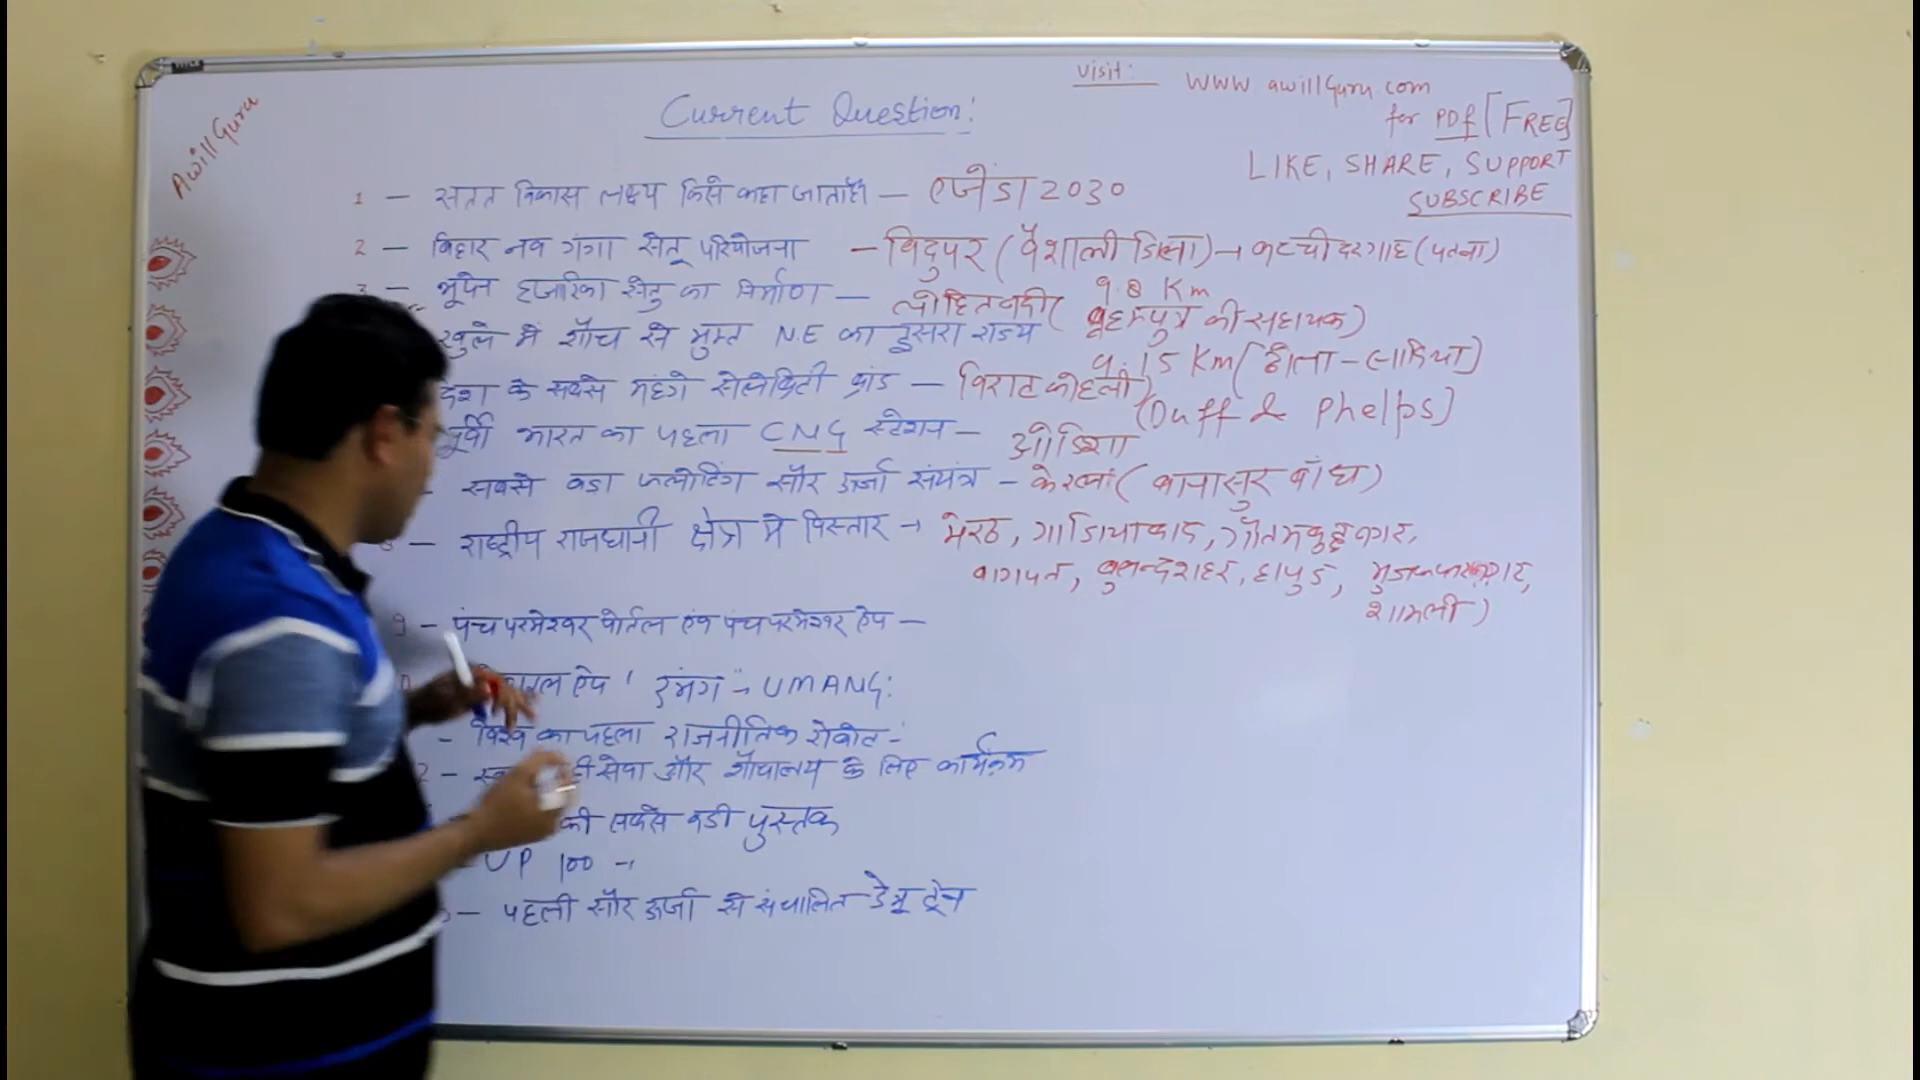 Current Question:
visit: www awillGuru com
for PDf [FREE]
LIKE, SHARE, SUPPORT
SUBSCRIBE
AwillGuru
1 - सतत विकास लक्ष्य किसे कहा जाता है। - एजेंडा 2030
2 - बिहार नव गंगा सेतू परियोजना - बिदुपुर (वैशाली जिला) → कच्ची दरगाह (पटना)
3 - भूपेन हजारिका सेतु का निर्माण - लोहित नदी (ब्रह्मपुत्र की सहायक)
9.8 Km
खुले मे शौच से मुक्त N.E का दुसरा राज्य
9.15 Km (ढोला-सादिया)
देश के सबसे महंगे सेलेब्रिटी ब्रांड - विराट कोहली
(Duff & Phelps)
पूर्वी भारत का पहला CNG स्टेशन - ओडिशा
- सबसे बडा फ्लोटिंग सौर ऊर्जा संयंत्र - केरल (बानासुर बाँध)
8 - राष्ट्रीय राजधानी क्षेत्र मे विस्तार → मेरठ, गाजियाबाद, गौतमबुद्ध नगर,
बागपत, बुलन्दशहर, हापुड, मुजफ्फरनगर,
शामली)
9 - पंच परमेश्वर पोर्टल एंव पंच परमेश्वर ऐप -
ऐप ' उमंग' - UMANG:
- विश्व का पहला राजनीतिक रोबोट -
2 - सेवा और शौचालय के लिए कार्यक्रम
की सबसे बडी पुस्तक
- UP 100 →
- पहली सौर ऊर्जा से संचालित डेमू ट्रेन